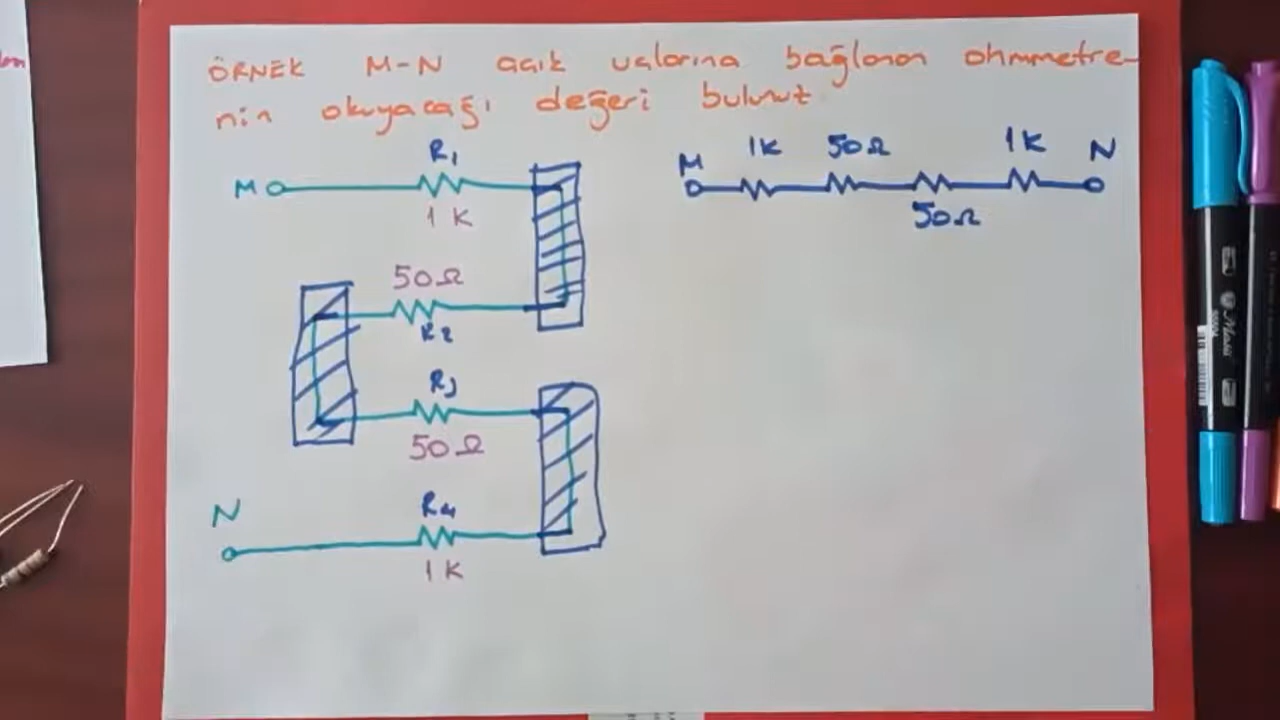 ÖRNEK M-N açık uçlarına bağlanan ohmmetre-
nin okuyacağı değeri bulunuz
R1
M
1 K
50Ω
R2
R3
50Ω
N
R4
1 K
M 1K 50Ω 1K N
50Ω